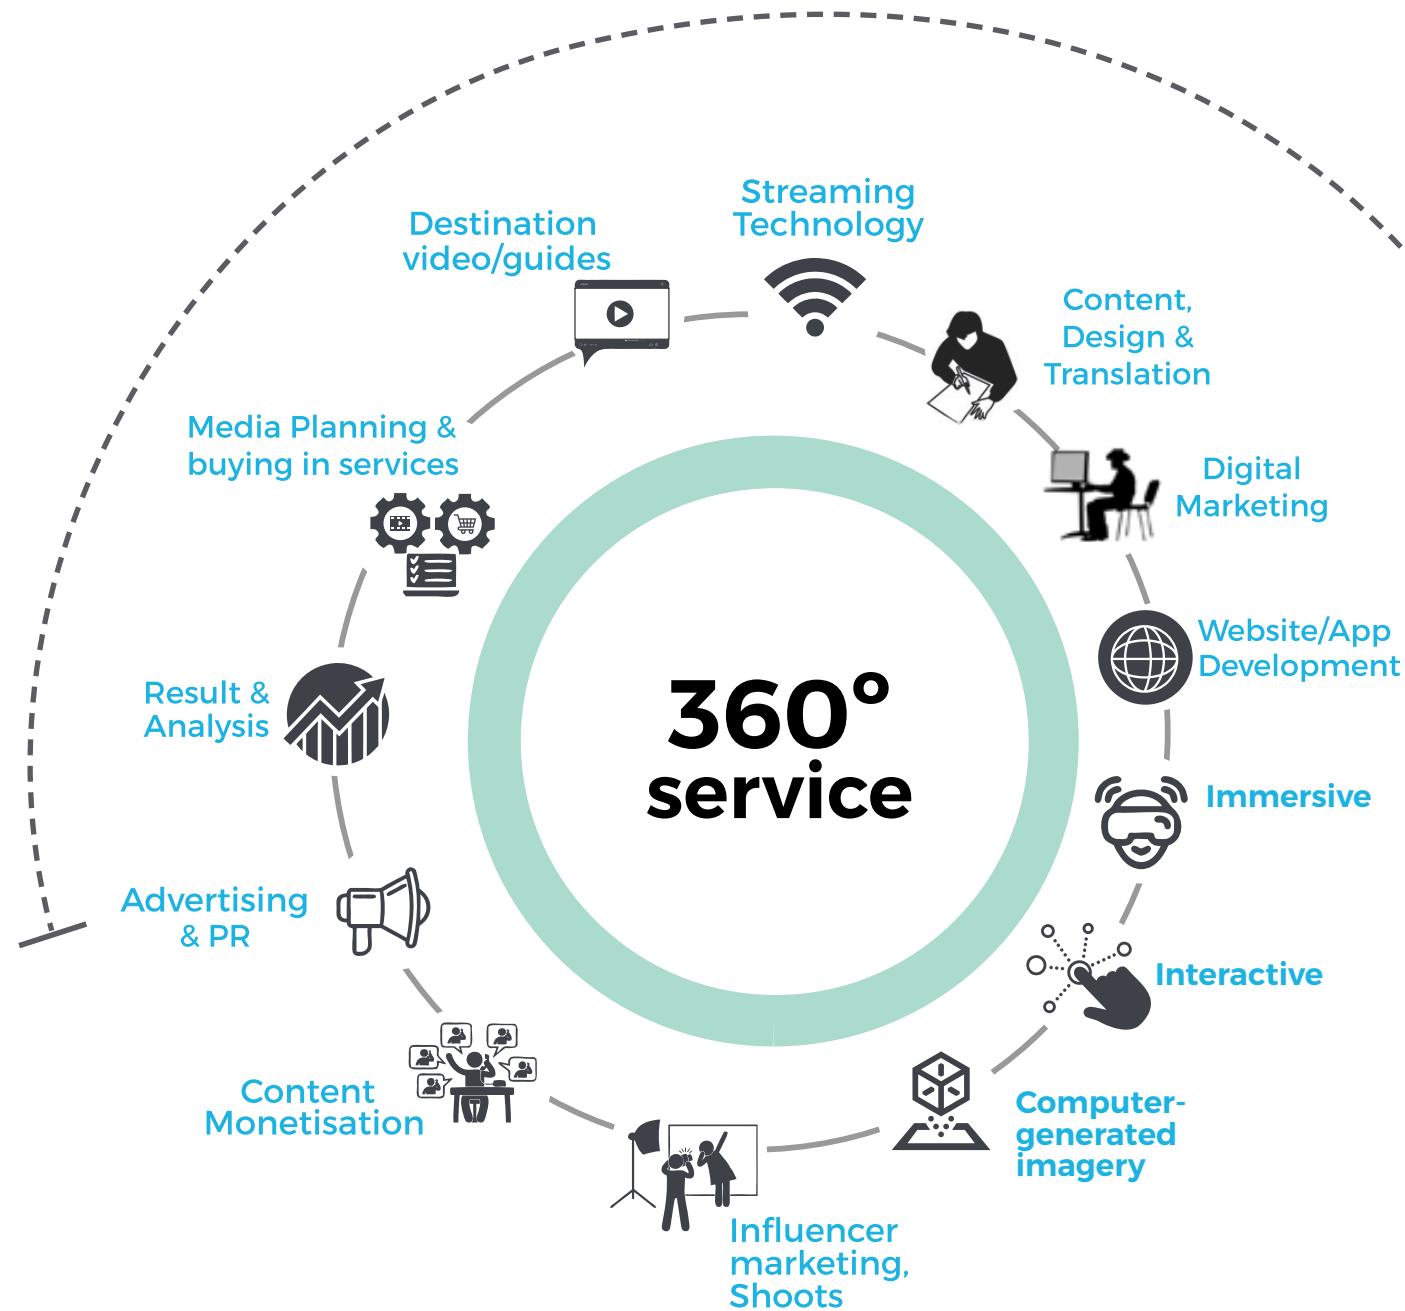 Streaming
Technology
Content,
Design &
Translation
Digital
Marketing
Website/App
Development
Immersive
Interactive
Computer-
generated
imagery
Influencer
marketing,
Shoots
Content
Monetisation
Advertising
& PR
Result &
Analysis
Media Planning &
buying in services
Destination
video/guides
360º
service